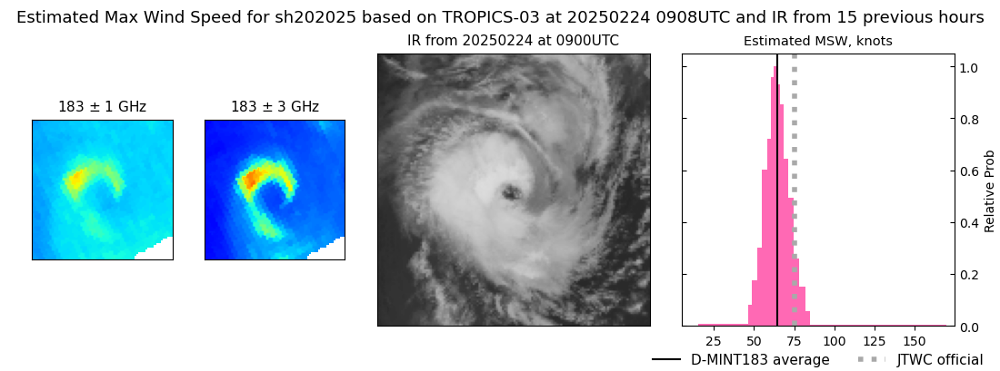 Estimated Max Wind Speed for sh202025 based on TROPICS-03 at 20250224 0908UTC and IR from 15 previous hours
183 ± 1 GHz
183 ± 3 GHz
IR from 20250224 at 0900UTC
Estimated MSW, knots
1.0
0.8
0.6
0.4
0.2
0.0
Relative Prob
25 50 75 100 125 150
D-MINT183 average
JTWC official